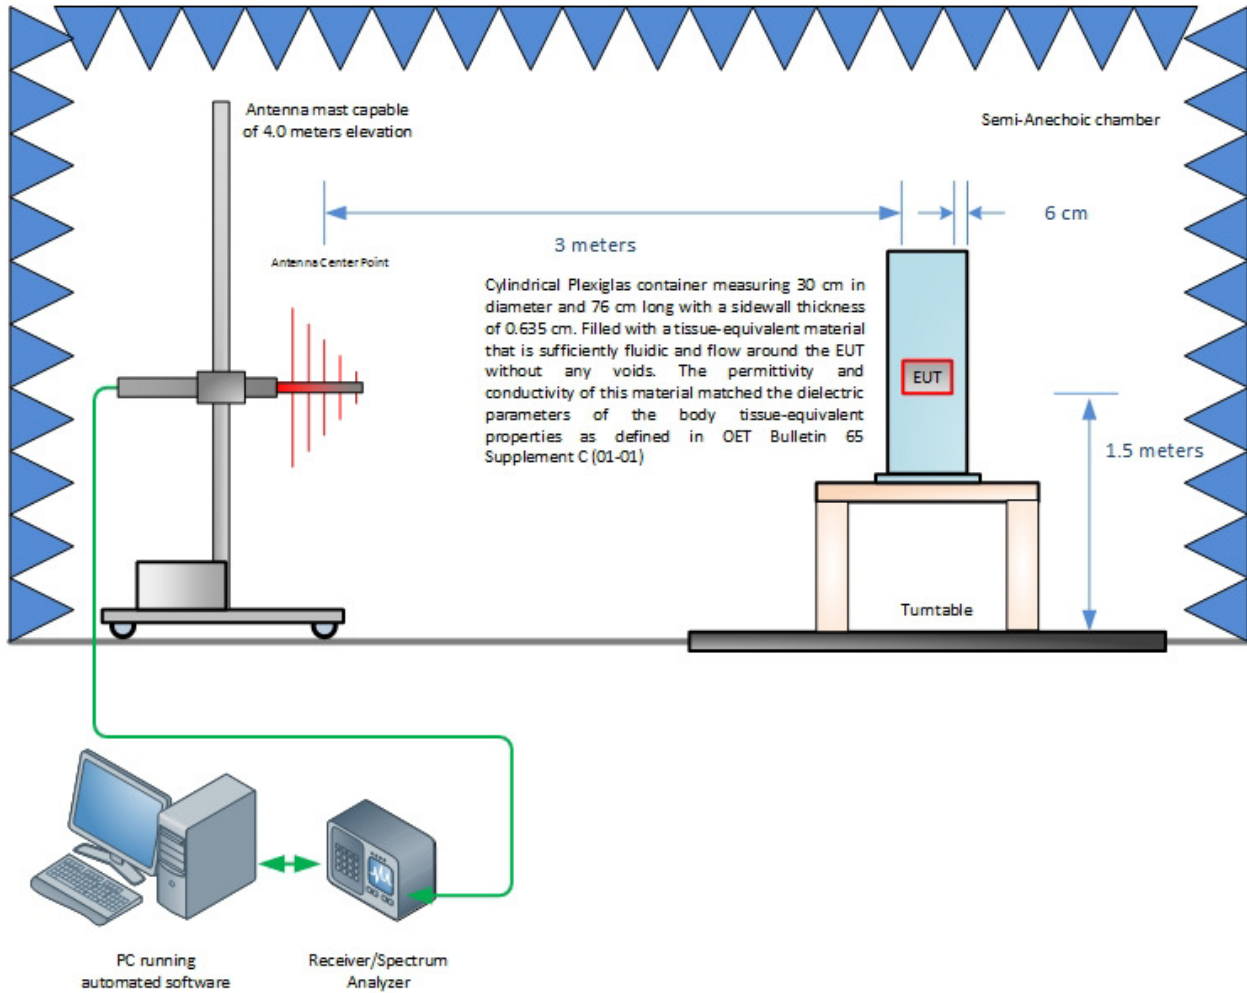 Antenna mast capable
of 4.0 meters elevation
Semi-Anechoic chamber
6 cm
3 meters
Antenna Center Point
Cylindrical Plexiglas container measuring 30 cm in
diameter and 76 cm long with a sidewall thickness
of 0.635 cm. Filled with a tissue-equivalent material
that is sufficiently fluidic and flow around the EUT
without any voids. The permittivity and
conductivity of this material matched the dielectric
parameters of the body tissue-equivalent
properties as defined in OET Bulletin 65
Supplement C (01-01)
EUT
1.5 meters
Turntable
PC running
automated software
Receiver/Spectrum
Analyzer